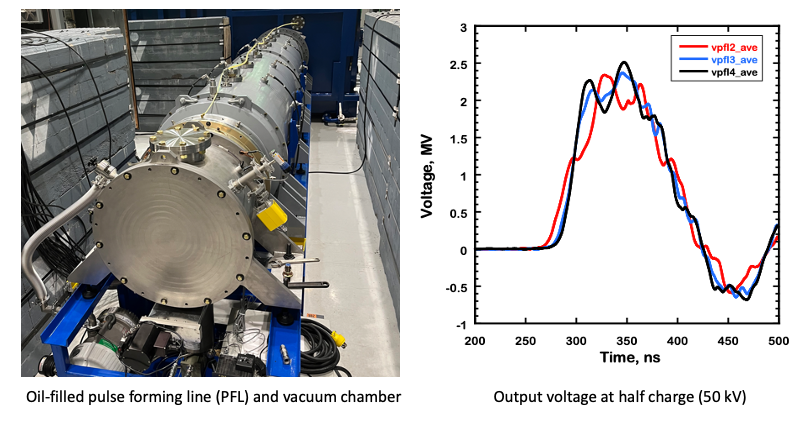 3
2.5
2
1.5
1
0.5
0
-0.5
-1
Voltage, MV
vpfl2_ave
vpfl3_ave
vpfl4_ave
200 250 300 350 400 450 500
Time, ns
Oil-filled pulse forming line (PFL) and vacuum chamber
Output voltage at half charge (50 kV)